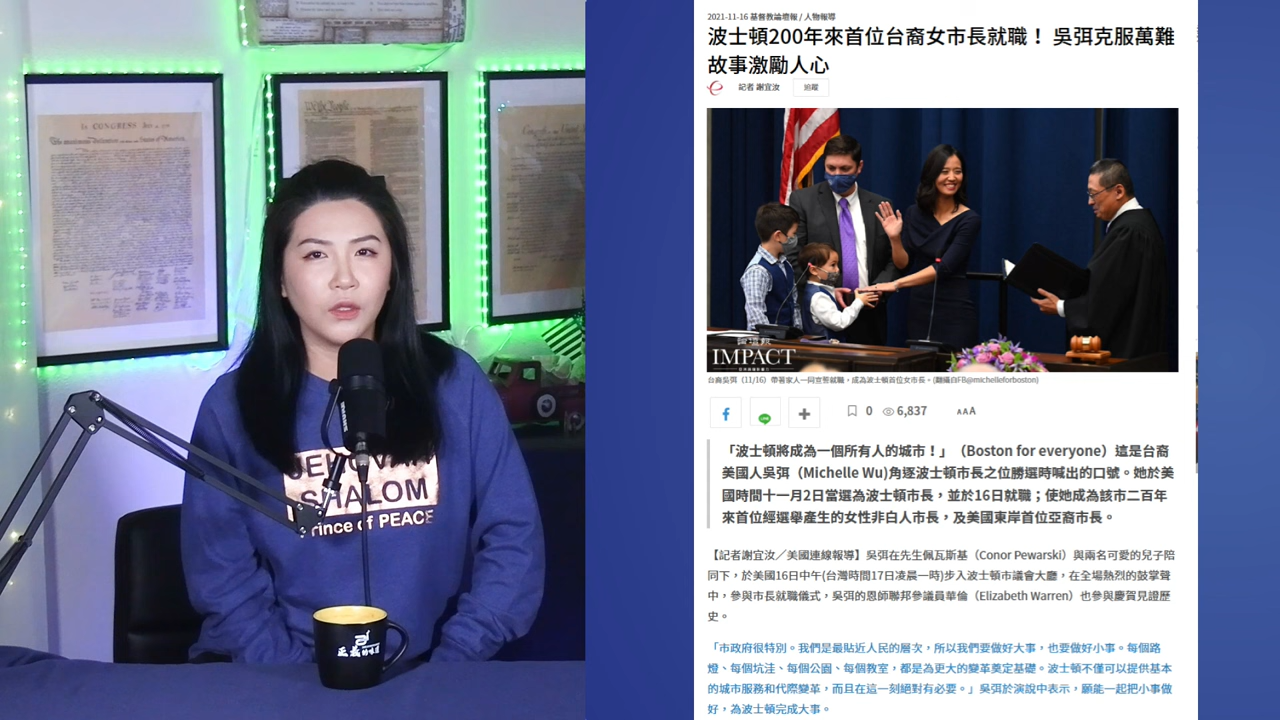 In CONGRESS, July 4, 1776
We the People
JEHOVAH
SHALOM
Prince of PEACE
正義的味道
2021-11-16 基督教論壇報 / 人物報導
波士頓200年來首位台裔女市長就職！ 吳弭克服萬難
故事激勵人心
記者 謝宜汝
追蹤
論壇報
IMPACT
台裔吳弭（11/16）帶著家人一同宣誓就職，成為波士頓首位女市長。(翻攝自FB@michelleforboston)
0 6,837 AAA
「波士頓將成為一個所有人的城市！」（Boston for everyone）這是台裔
美國人吳弭（Michelle Wu)角逐波士頓市長之位勝選時喊出的口號。她於美
國時間十一月2日當選為波士頓市長，並於16日就職；使她成為該市二百年
來首位經選舉產生的女性非白人市長，及美國東岸首位亞裔市長。
【記者謝宜汝／美國連線報導】吳弭在先生佩瓦斯基（Conor Pewarski）與兩名可愛的兒子陪
同下，於美國16日中午(台灣時間17日凌晨一時)步入波士頓市議會大廳，在全場熱烈的鼓掌聲
中，參與市長就職儀式，吳弭的恩師聯邦參議員華倫（Elizabeth Warren）也參與慶賀見證歷
史。
「市政府很特別。我們是最貼近人民的層次，所以我們要做好大事，也要做好小事。每個路
燈、每個坑洼、每個公園、每個教室，都是為更大的變革奠定基礎。波士頓不僅可以提供基本
的城市服務和代際變革，而且在這一刻絕對有必要。」吳弭於演說中表示，願能一起把小事做
好，為波士頓完成大事。